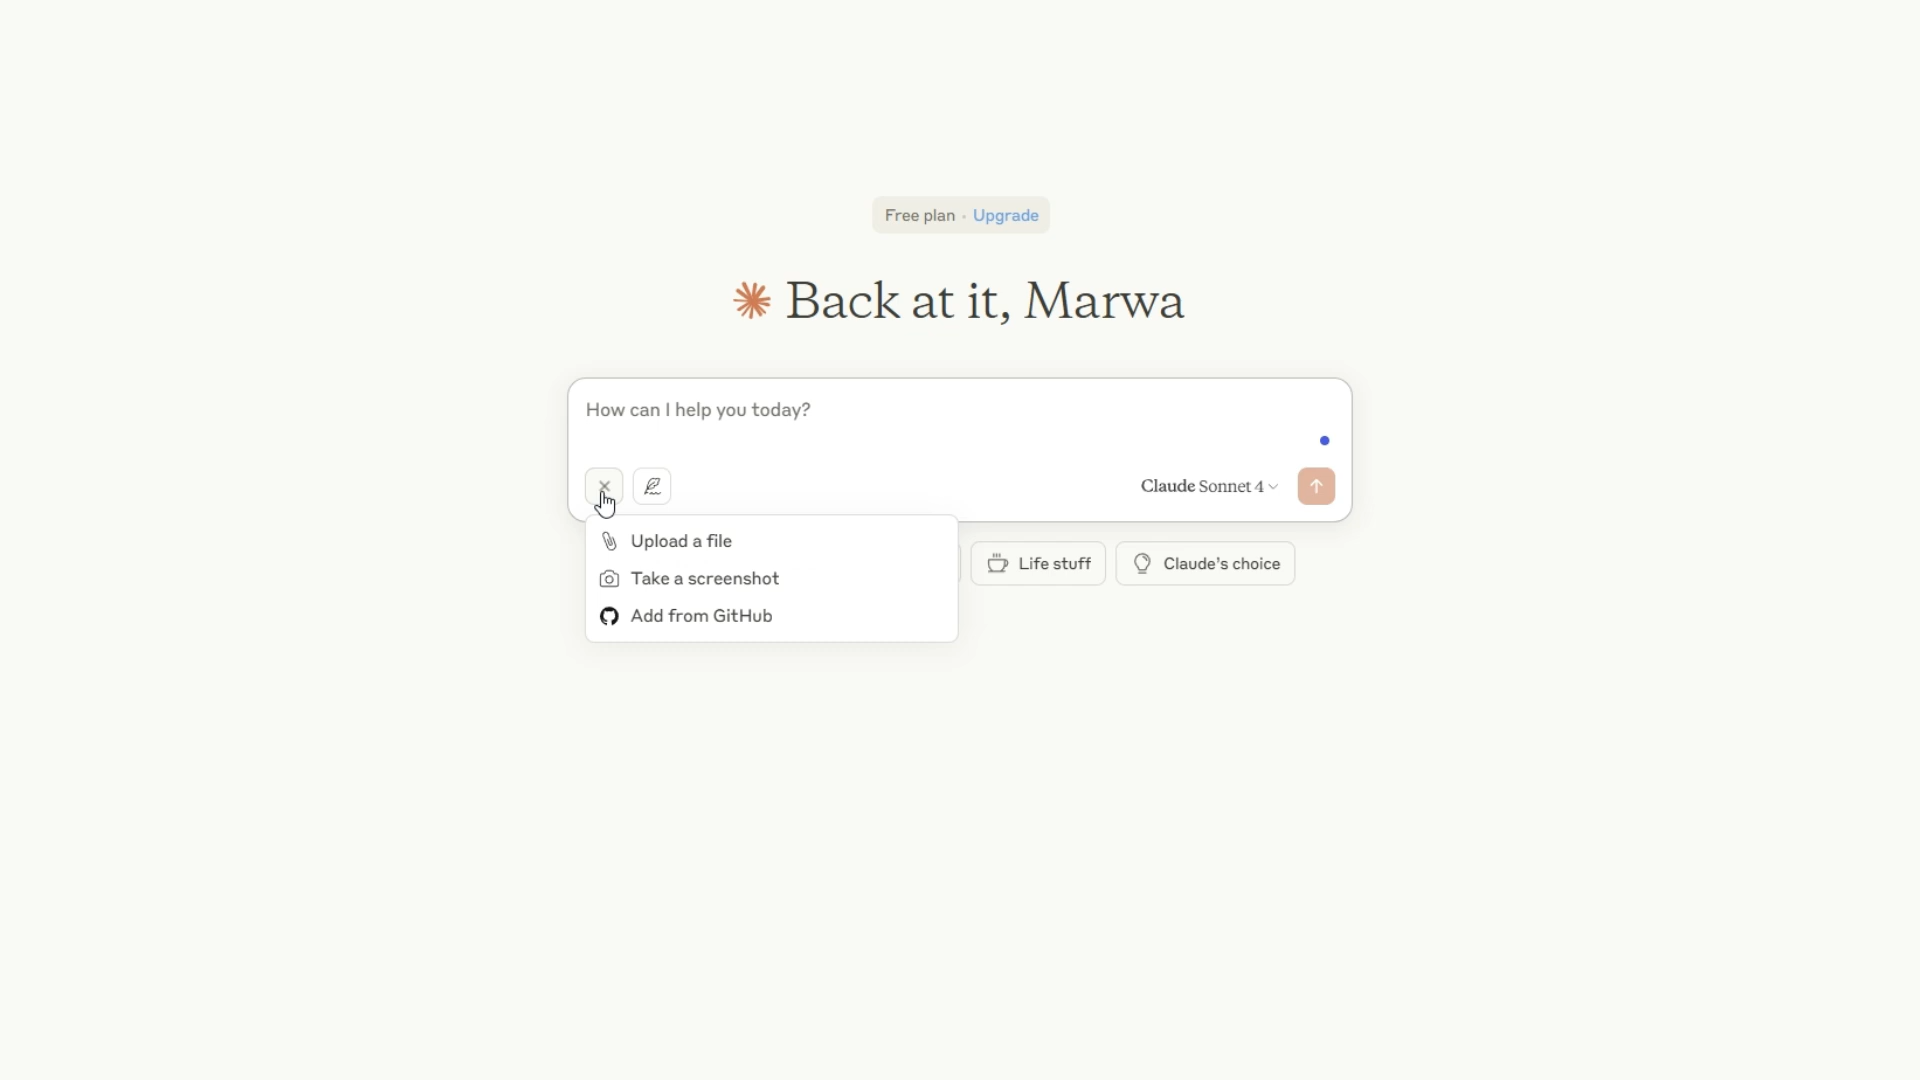 Free plan · Upgrade
Back at it, Marwa
How can I help you today?
Claude Sonnet 4
Upload a file
Take a screenshot
Add from GitHub
Life stuff
Claude's choice